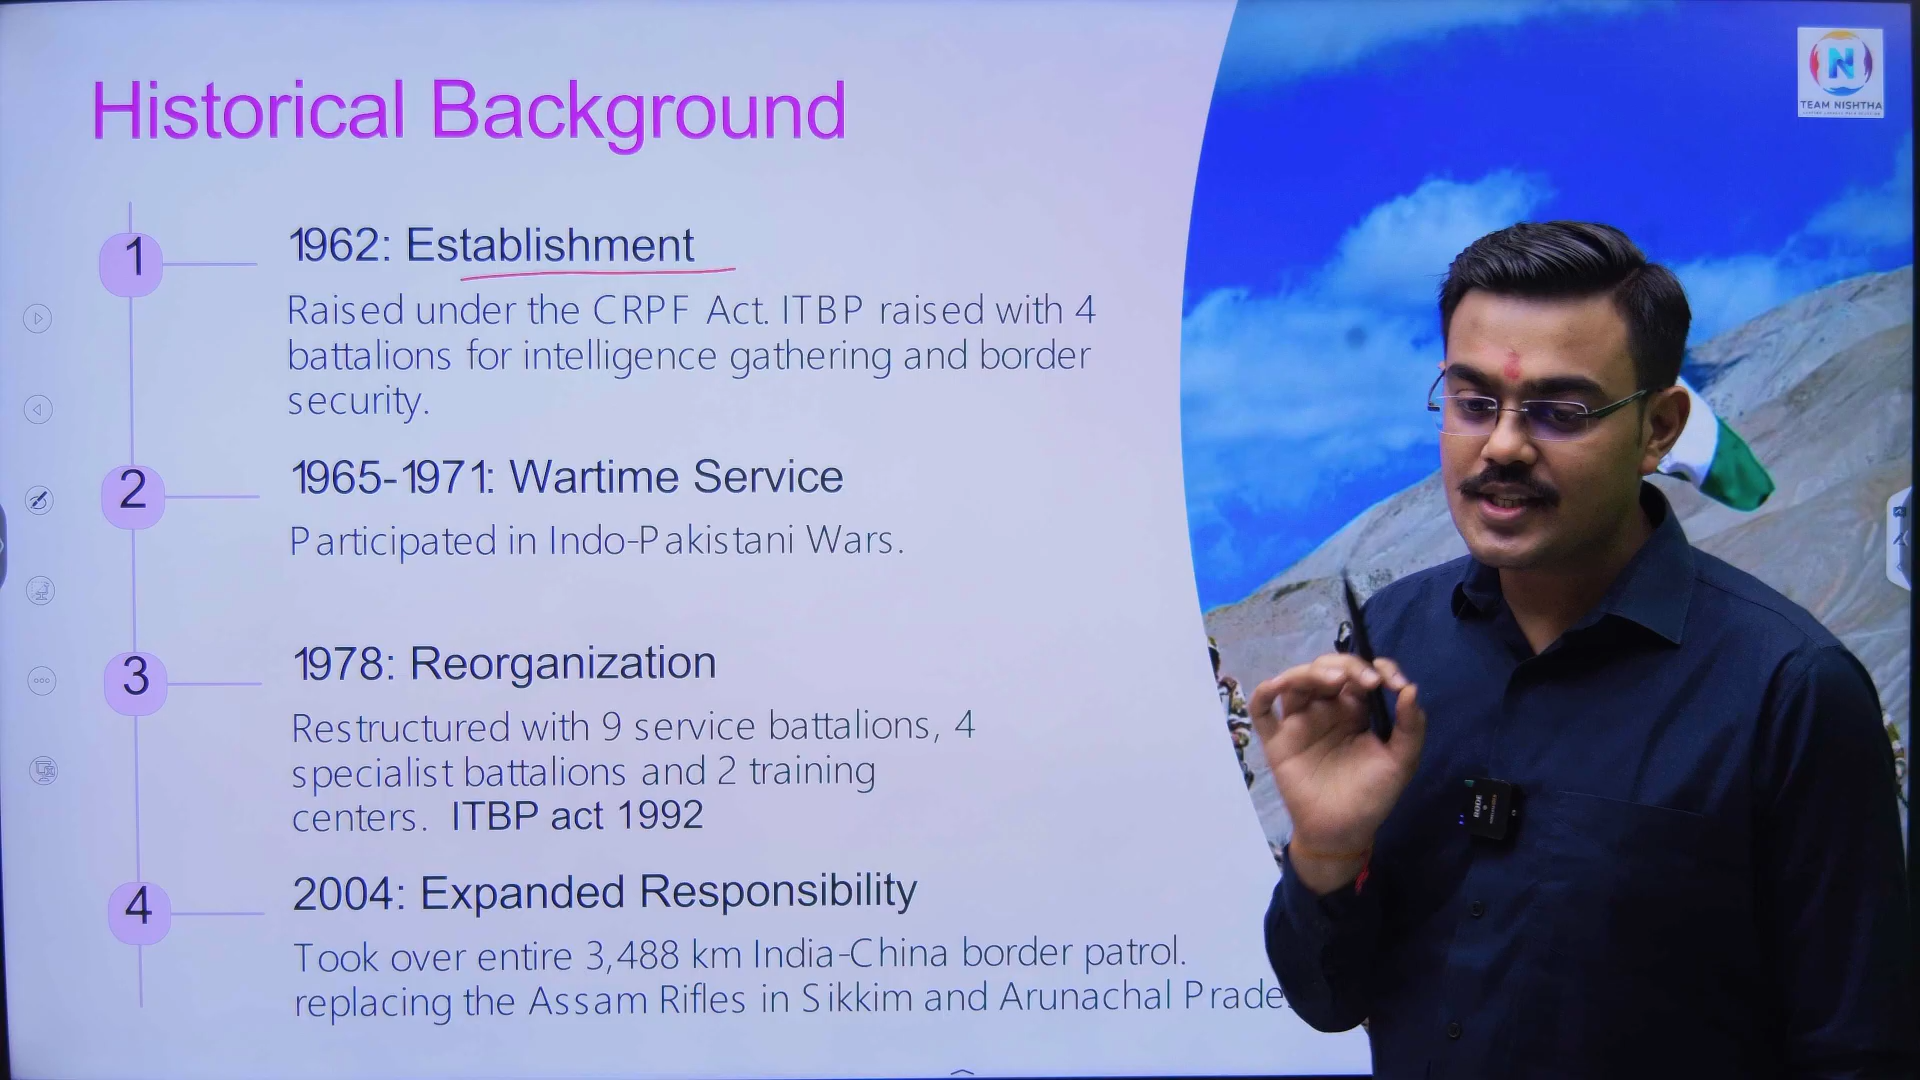 Historical Background
N
TEAM NISHTHA
1
1962: Establishment
Raised under the CRPF Act. ITBP raised with 4
battalions for intelligence gathering and border
security.
2
1965-1971: Wartime Service
Participated in Indo-Pakistani Wars.
3
1978: Reorganization
Restructured with 9 service battalions, 4
specialist battalions and 2 training
centers. ITBP act 1992
4
2004: Expanded Responsibility
Took over entire 3,488 km India-China border patrol.
replacing the Assam Rifles in Sikkim and Arunachal Prade
RODE